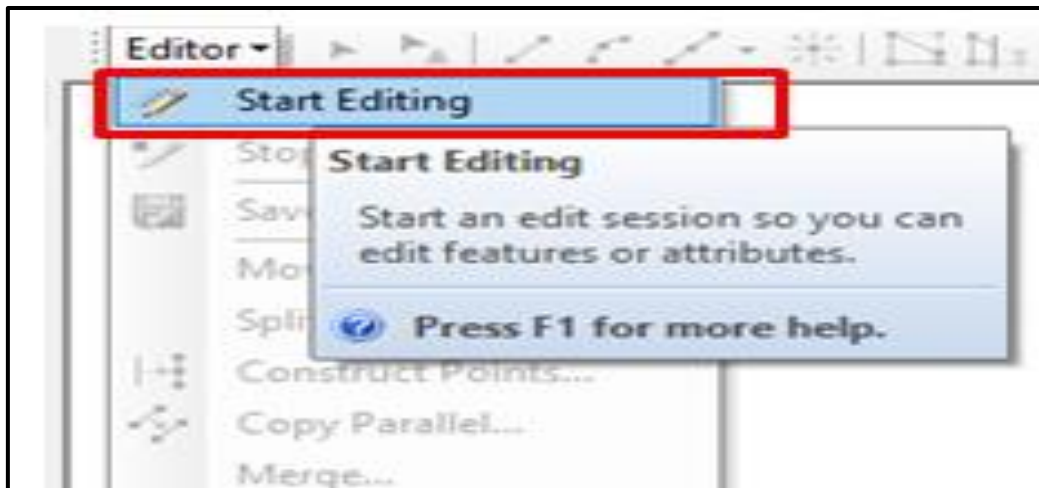 Editor
Start Editing
Start Editing
Start an edit session so you can
edit features or attributes.
Press F1 for more help.
Construct Points...
Copy Parallel...
Merge...